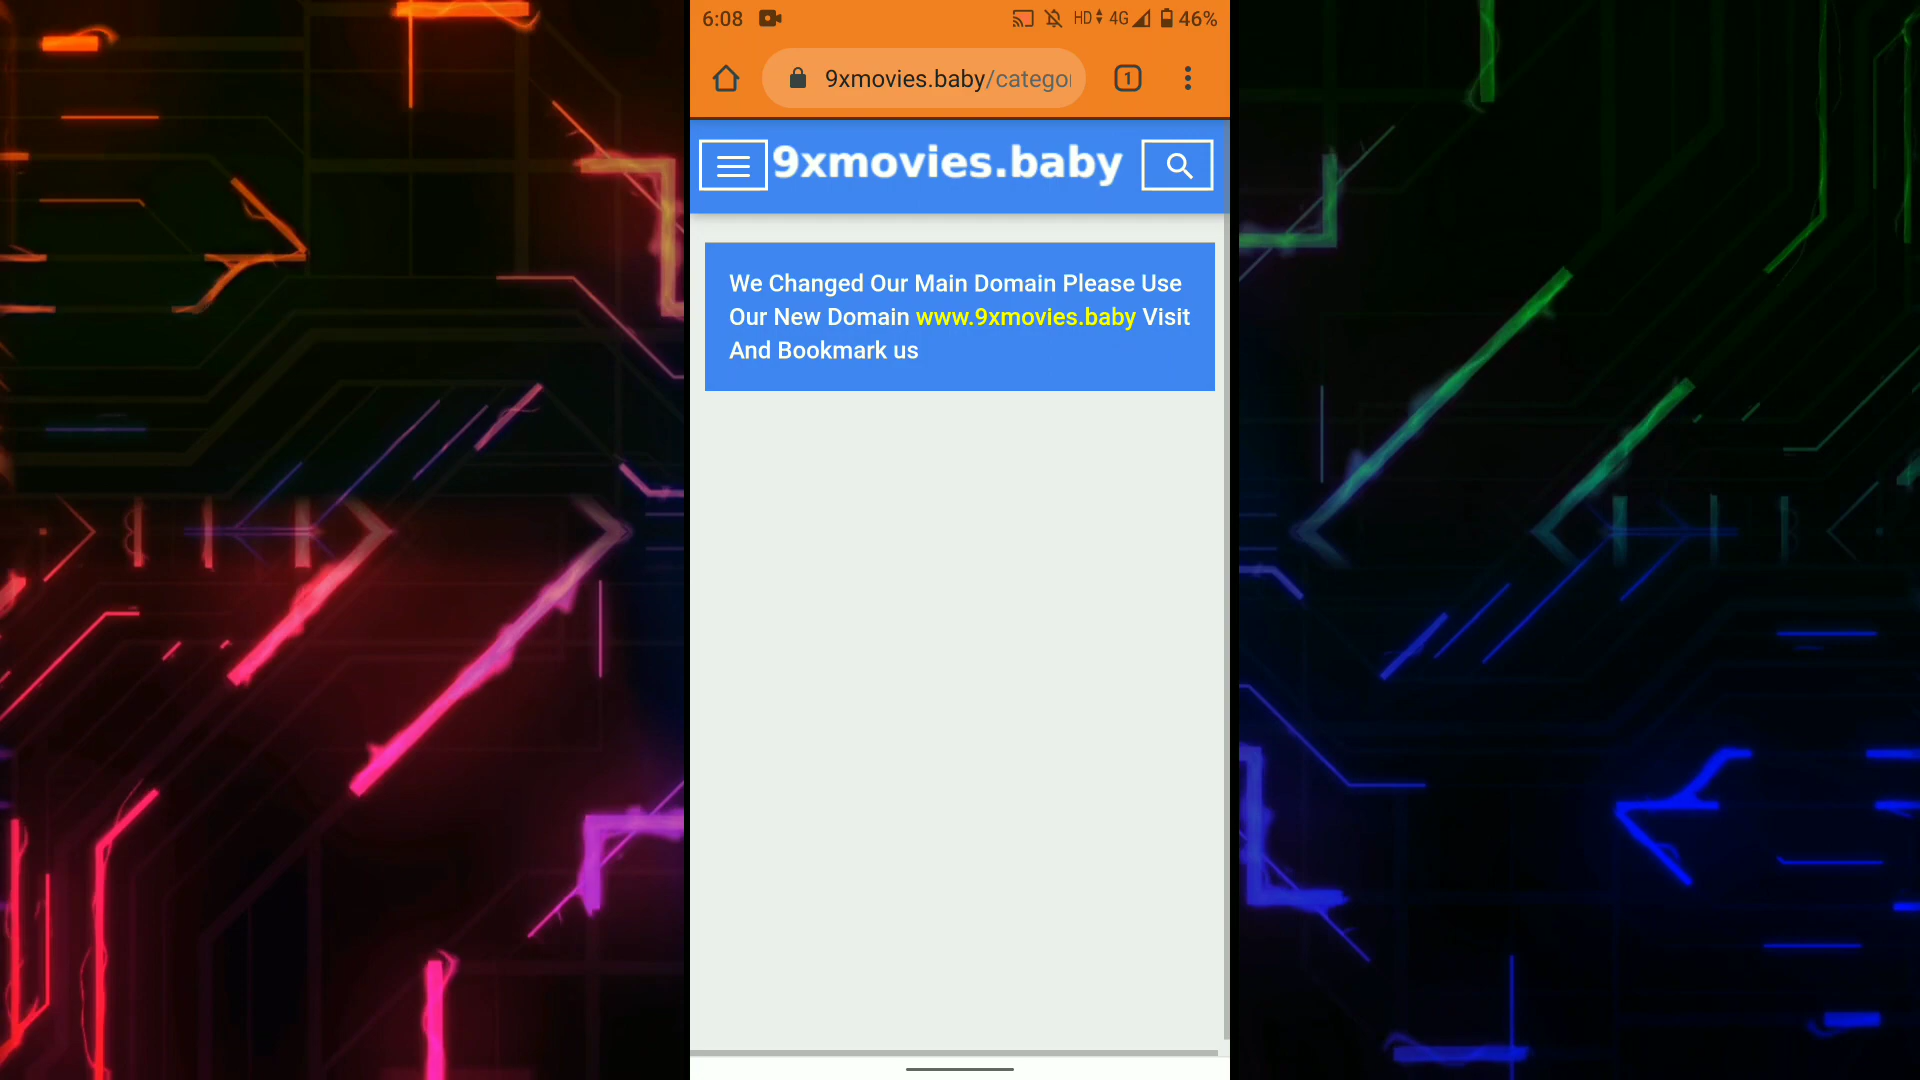 6:08 HD 4G 46%
9xmovies.baby/categor 1
9xmovies.baby
We Changed Our Main Domain Please Use
Our New Domain www.9xmovies.baby Visit
And Bookmark us